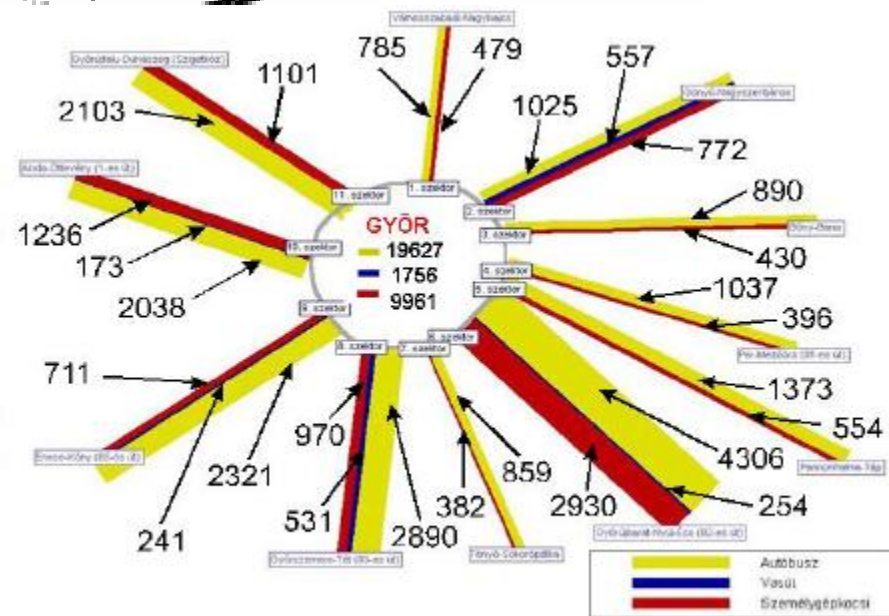 785
479
557
1025
772
1101
2103
11. szektor
1. szektor
2. szektor
3. szektor
890
430
1236
173
2038
10. szektor
GYŐR
19627
1756
9961
4. szektor
5. szektor
1037
396
9. szektor
8. szektor
7. szektor
6. szektor
711
241
2321
970
531
2890
382
859
2930
4306
254
1373
554
Autóbusz
Vasút
Személygépkocsi